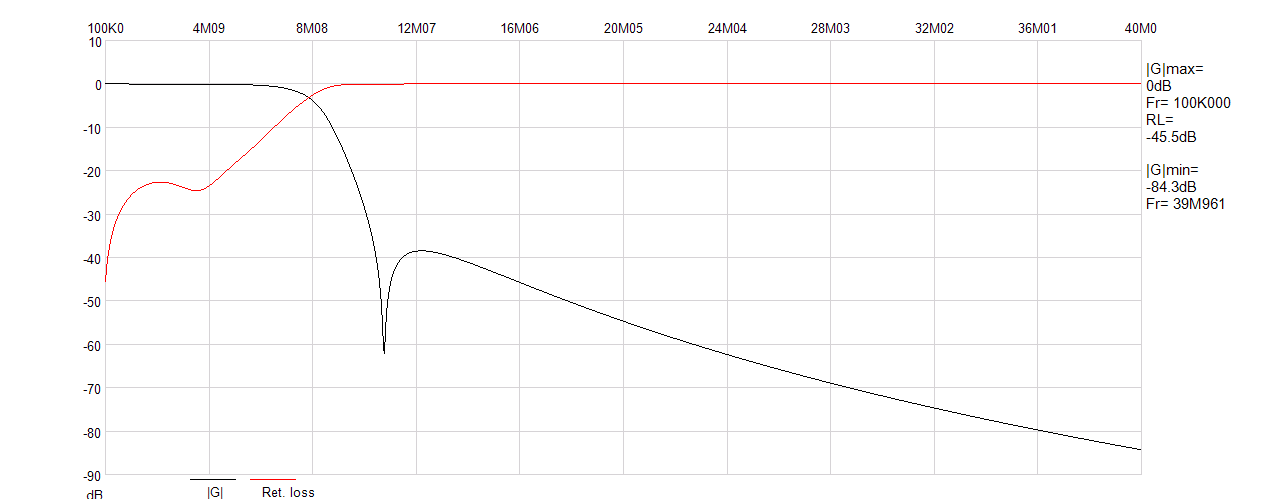 100K0 4M09 8M08 12M07 16M06 20M05 24M04 28M03 32M02 36M01 40M0
10
0
-10
-20
-30
-40
-50
-60
-70
-80
-90
dB
|G|max=
0dB
Fr= 100K000
RL=
-45.5dB
|G|min=
-84.3dB
Fr= 39M961
|G| Ret. loss